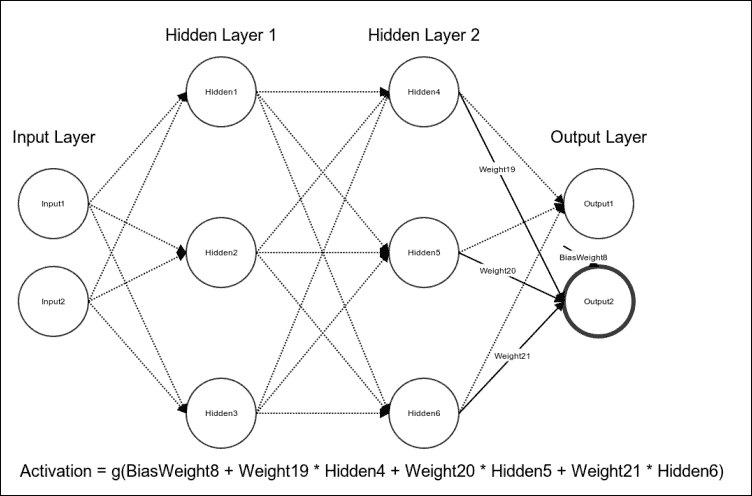 Hidden Layer 1
Hidden Layer 2
Hidden1
Hidden4
Input Layer
Output Layer
Weight19
Input1
Output1
Hidden2
Hidden5
BiasWeight8
Weight20
Input2
Output2
Weight21
Hidden3
Hidden6
Activation = g(BiasWeight8 + Weight19 * Hidden4 + Weight20 * Hidden5 + Weight21 * Hidden6)